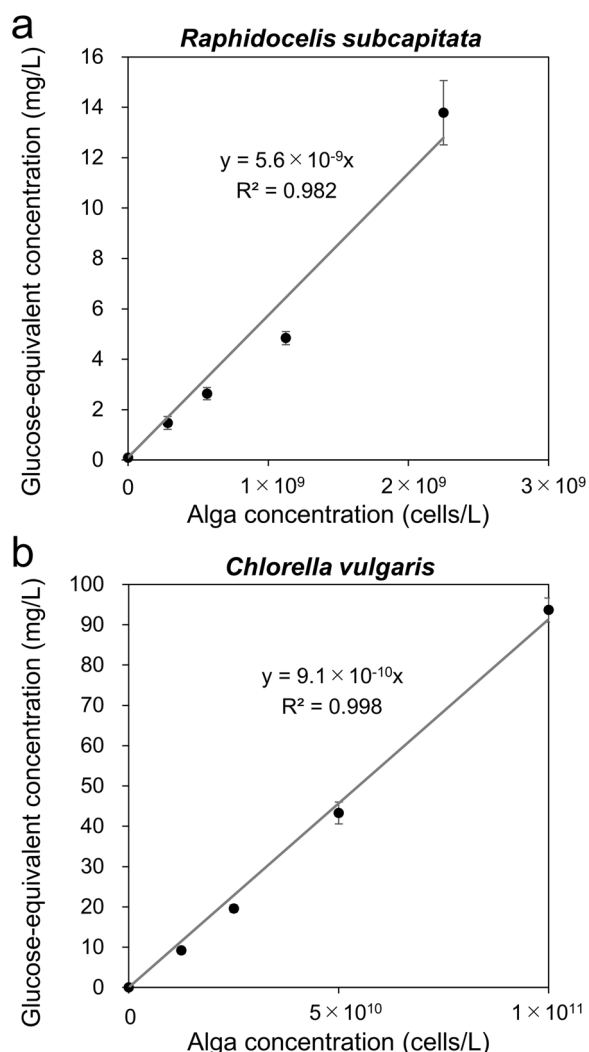 a
Raphidocelis subcapitata
Glucose-equivalent concentration (mg/L)
16
14
12
10
8
6
4
2
0
y = 5.6×10⁻⁹x
R² = 0.982
0
1×10⁹
2×10⁹
3×10⁹
Alga concentration (cells/L)
b
Chlorella vulgaris
Glucose-equivalent concentration (mg/L)
100
90
80
70
60
50
40
30
20
10
0
y = 9.1×10⁻¹⁰x
R² = 0.998
0
5×10¹⁰
1×10¹¹
Alga concentration (cells/L)